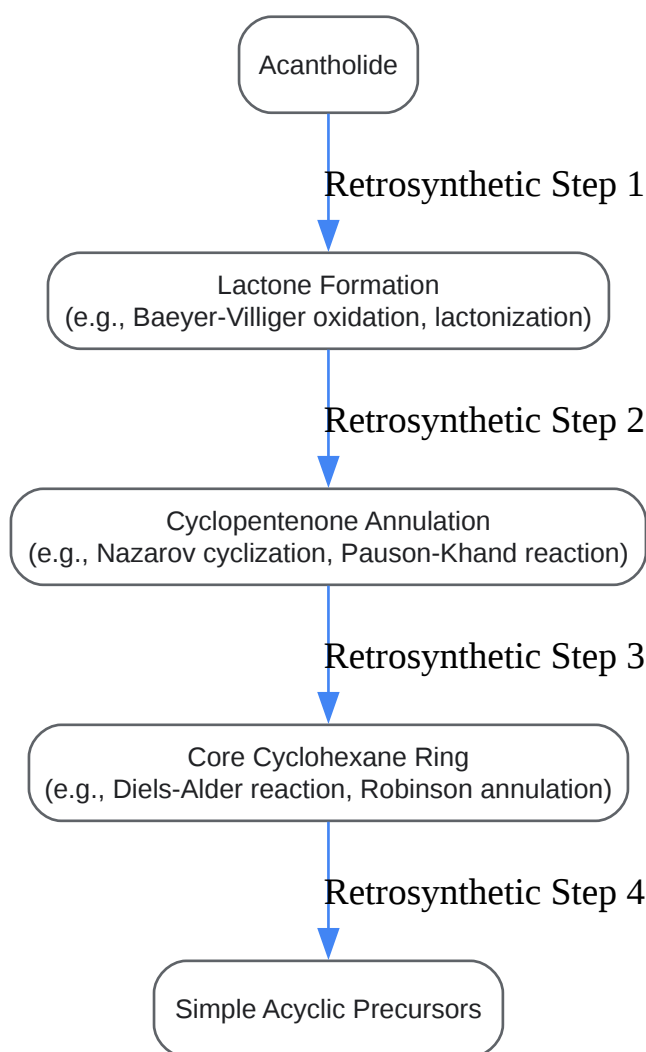 Acantholide
Retrosynthetic Step 1
Lactone Formation
(e.g., Baeyer-Villiger oxidation, lactonization)
Retrosynthetic Step 2
Cyclopentenone Annulation
(e.g., Nazarov cyclization, Pauson-Khand reaction)
Retrosynthetic Step 3
Core Cyclohexane Ring
(e.g., Diels-Alder reaction, Robinson annulation)
Retrosynthetic Step 4
Simple Acyclic Precursors